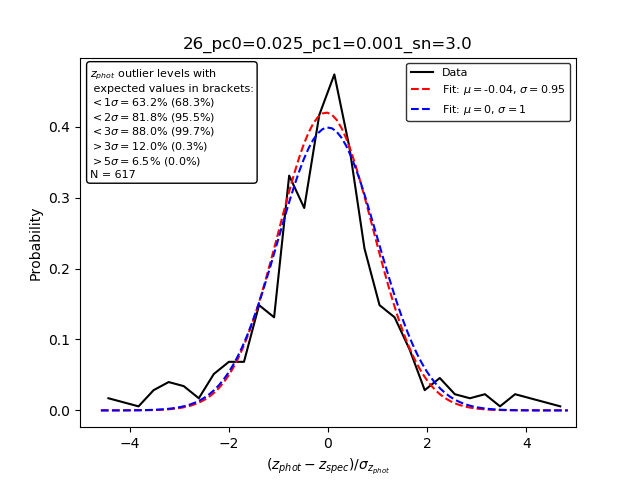 26_pc0=0.025_pc1=0.001_sn=3.0
z_phot outlier levels with
expected values in brackets:
<1σ=63.2% (68.3%)
<2σ=81.8% (95.5%)
<3σ=88.0% (99.7%)
>3σ=12.0% (0.3%)
>5σ=6.5% (0.0%)
N = 617
Data
Fit: μ=-0.04, σ=0.95
Fit: μ=0, σ=1
Probability
0.4
0.3
0.2
0.1
0.0
−4 −2 0 2 4
(z_phot − z_spec)/σ_z_phot